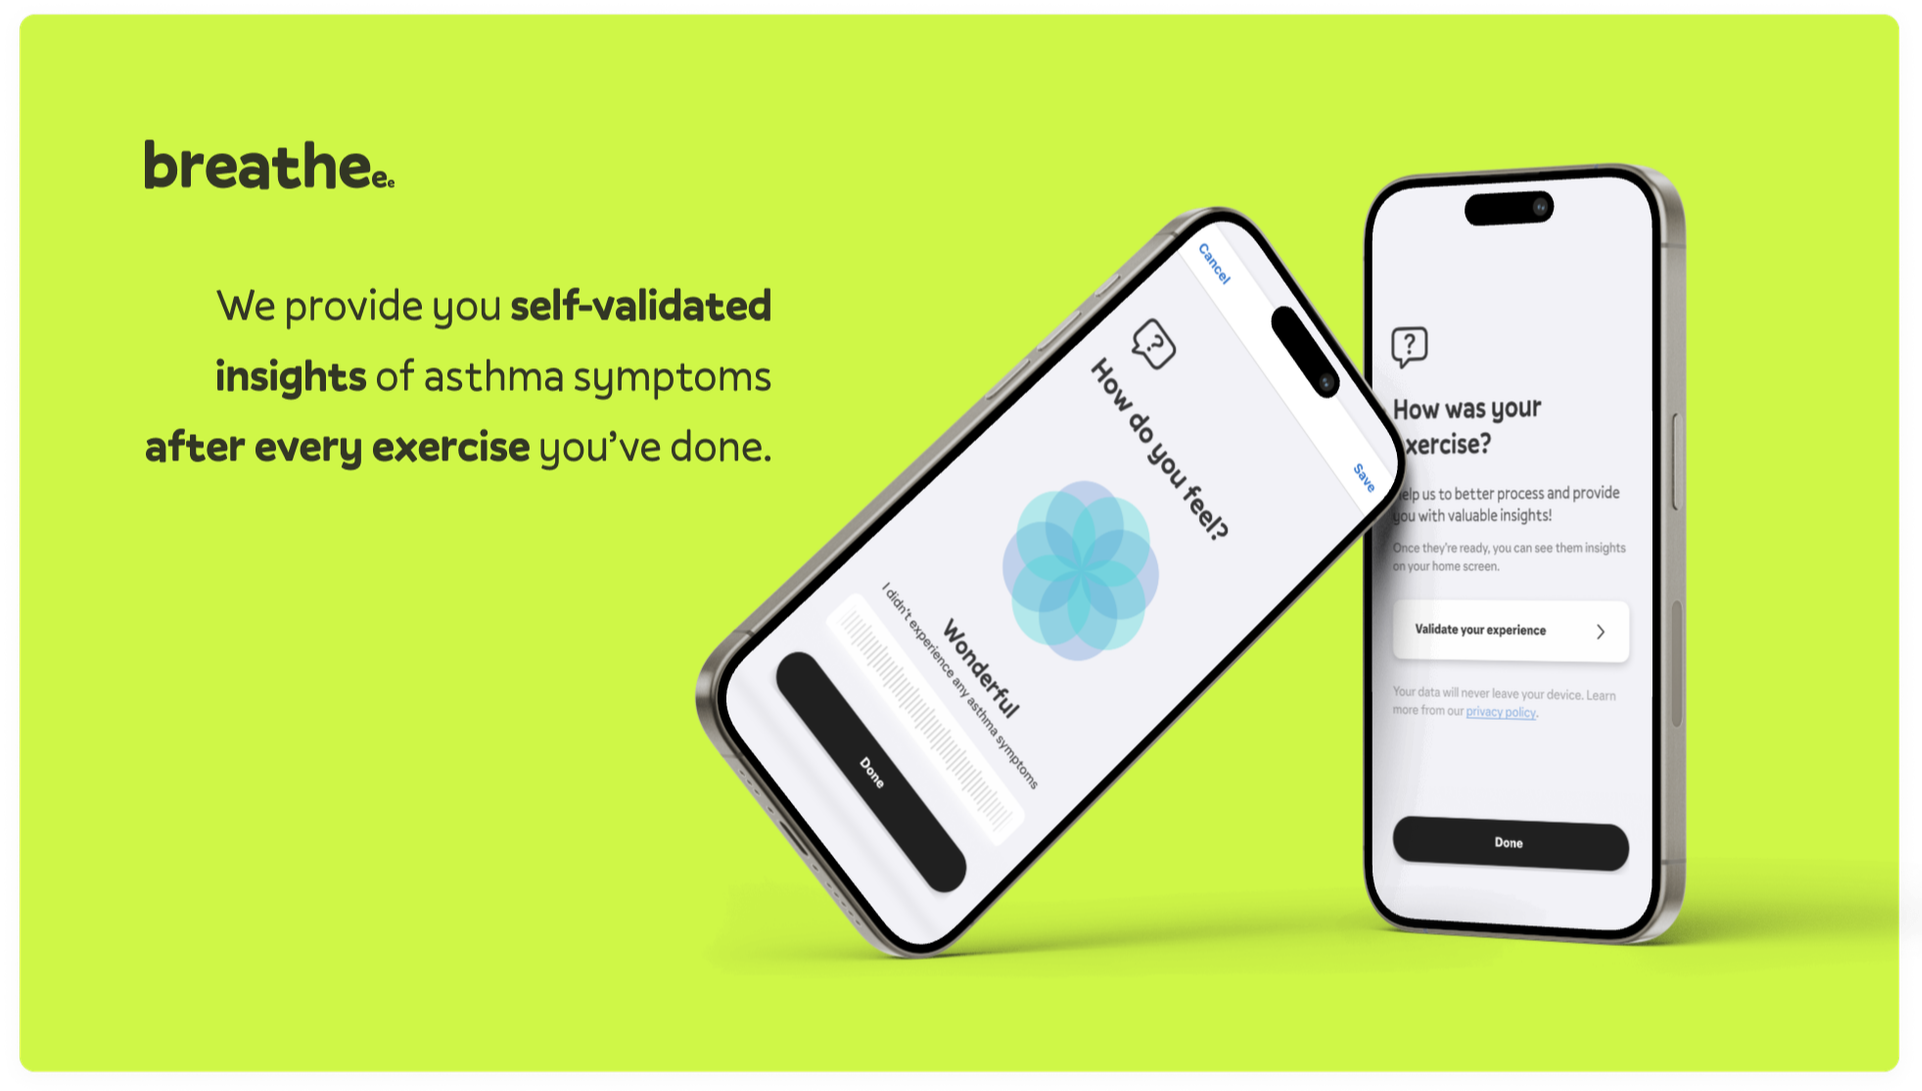 breatheee
We provide you self-validated
insights of asthma symptoms
after every exercise you've done.
Cancel
Save
?
How do you feel?
Wonderful
I didn't experience any asthma symptoms
Done
?
How was your
xercise?
elp us to better process and provide
you with valuable insights!
Once they're ready, you can see them insights
on your home screen.
Validate your experience
Your data will never leave your device. Learn
more from our privacy policy.
Done